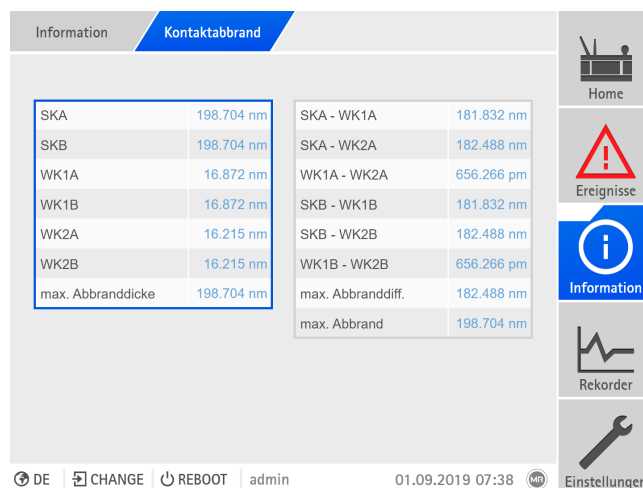 Information Kontaktabbrand
Home
SKA 198.704 nm
SKB 198.704 nm
WK1A 16.872 nm
WK1B 16.872 nm
WK2A 16.215 nm
WK2B 16.215 nm
max. Abbranddicke 198.704 nm
SKA - WK1A 181.832 nm
SKA - WK2A 182.488 nm
WK1A - WK2A 656.266 pm
SKB - WK1B 181.832 nm
SKB - WK2B 182.488 nm
WK1B - WK2B 656.266 pm
max. Abbranddiff. 182.488 nm
max. Abbrand 198.704 nm
Ereignisse
Information
Rekorder
Einstellungen
DE CHANGE REBOOT admin 01.09.2019 07:38 MR